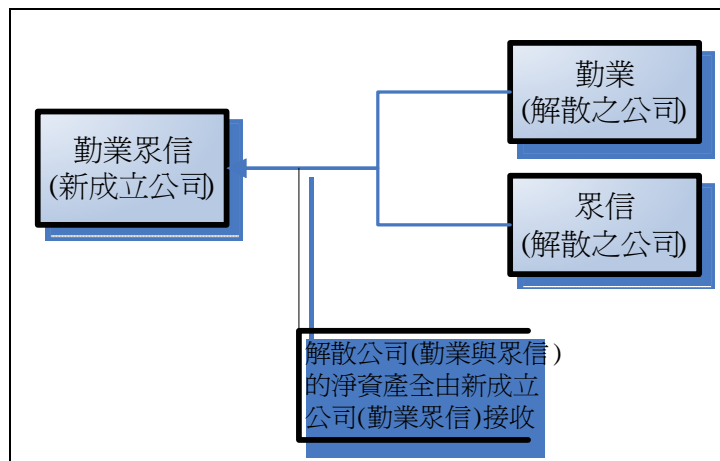 勤業眾信
(新成立公司)
勤業
(解散之公司)
眾信
(解散之公司)
解散公司(勤業與眾信)
的淨資產全由新成立
公司(勤業眾信)接收